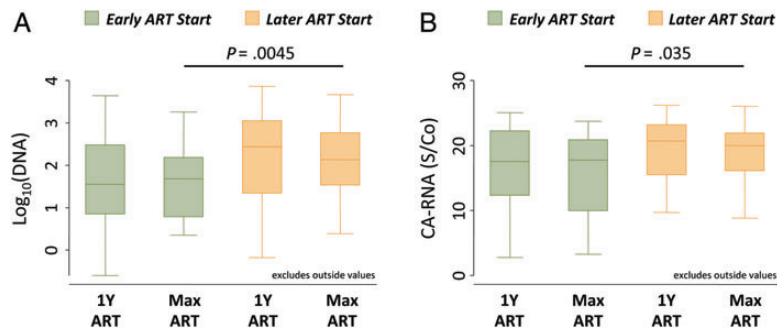 A
Early ART Start Later ART Start
P = .0045
Log10(DNA)
4
3
2
1
0
excludes outside values
1Y ART
Max ART
1Y ART
Max ART
B
Early ART Start Later ART Start
P = .035
CA-RNA (S/Co)
30
20
10
0
excludes outside values
1Y ART
Max ART
1Y ART
Max ART